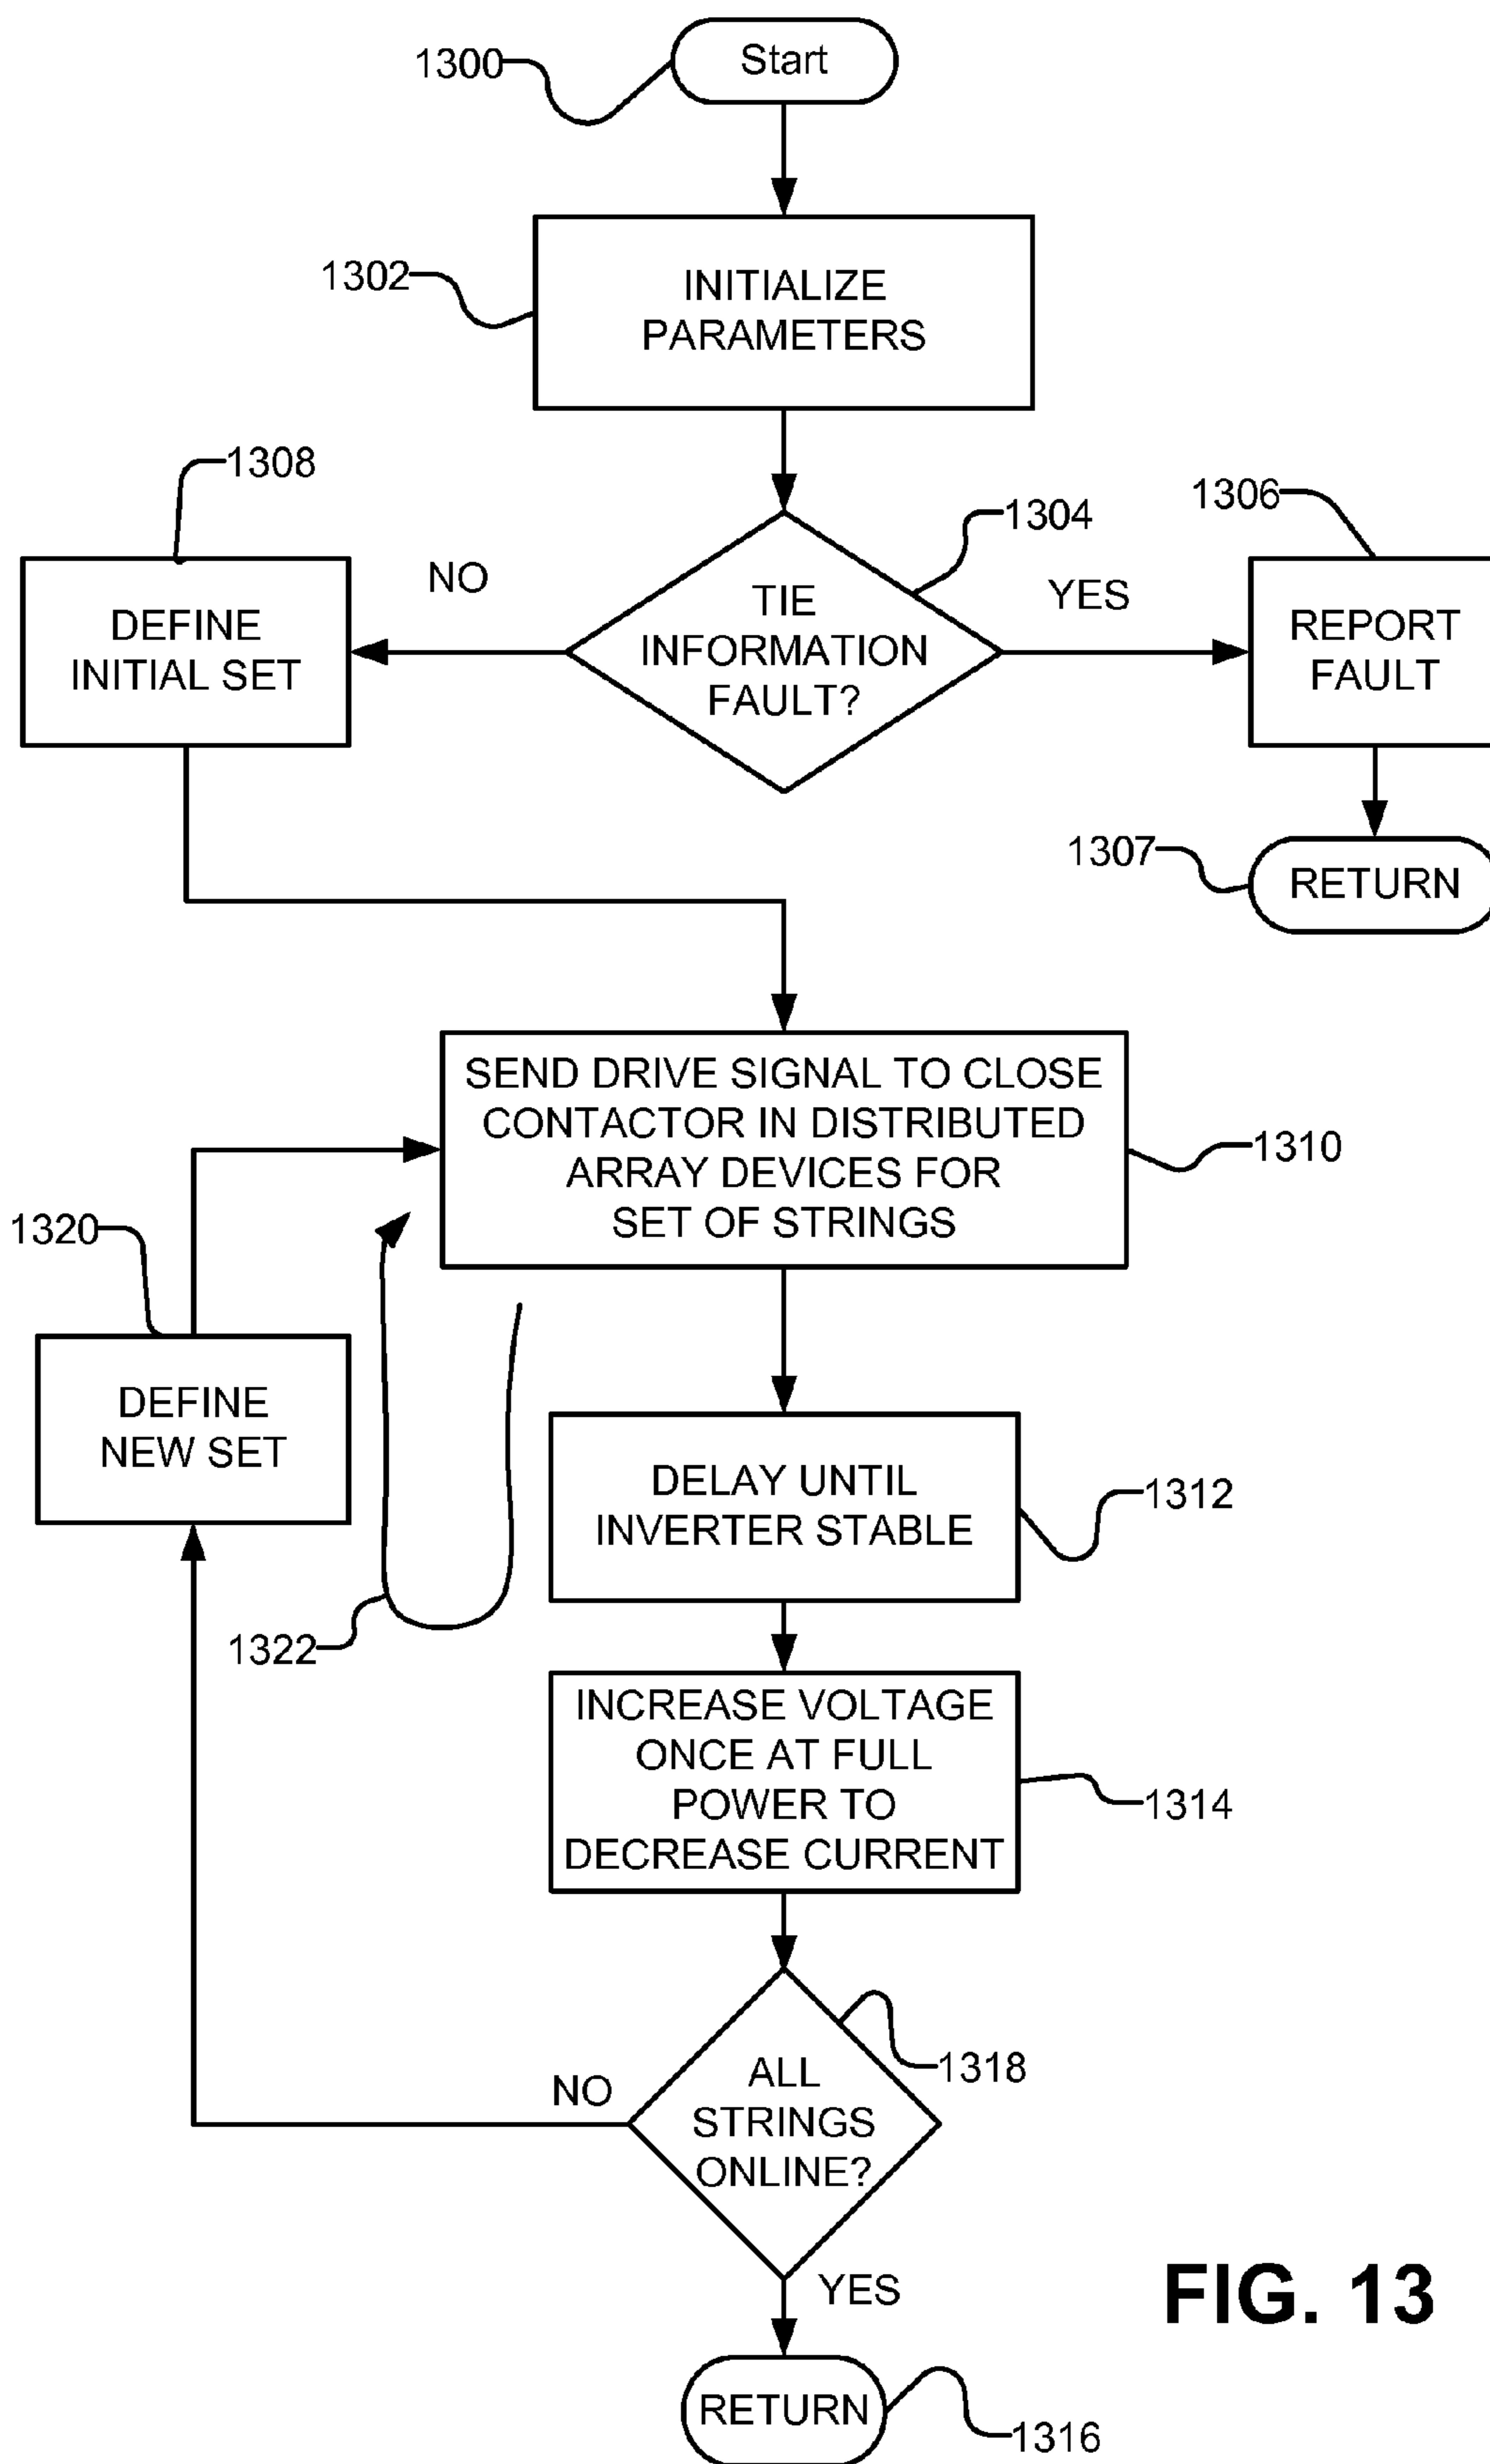 1300
Start
1302
INITIALIZE
PARAMETERS
1308
1304
1306
NO
YES
DEFINE
INITIAL SET
TIE
INFORMATION
FAULT?
REPORT
FAULT
1307
RETURN
SEND DRIVE SIGNAL TO CLOSE
CONTACTOR IN DISTRIBUTED
ARRAY DEVICES FOR
SET OF STRINGS
1310
1320
DEFINE
NEW SET
DELAY UNTIL
INVERTER STABLE
1312
1322
INCREASE VOLTAGE
ONCE AT FULL
POWER TO
DECREASE CURRENT
1314
1318
NO
ALL
STRINGS
ONLINE?
YES
FIG. 13
RETURN
1316